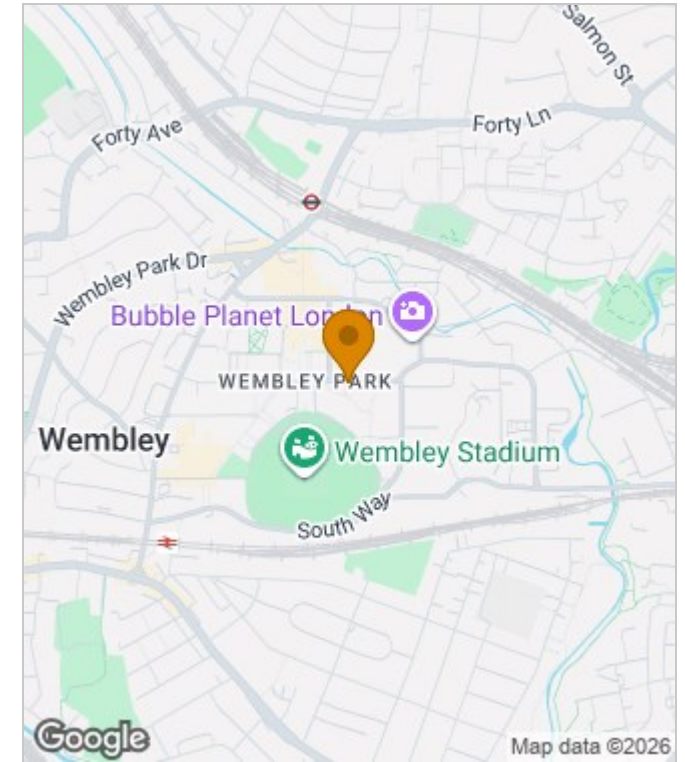 Salmon St
Forty Ave
Forty Ln
Wembley Park Dr
Bubble Planet London
WEMBLEY PARK
Wembley
Wembley Stadium
South Way
Google
Map data ©2026